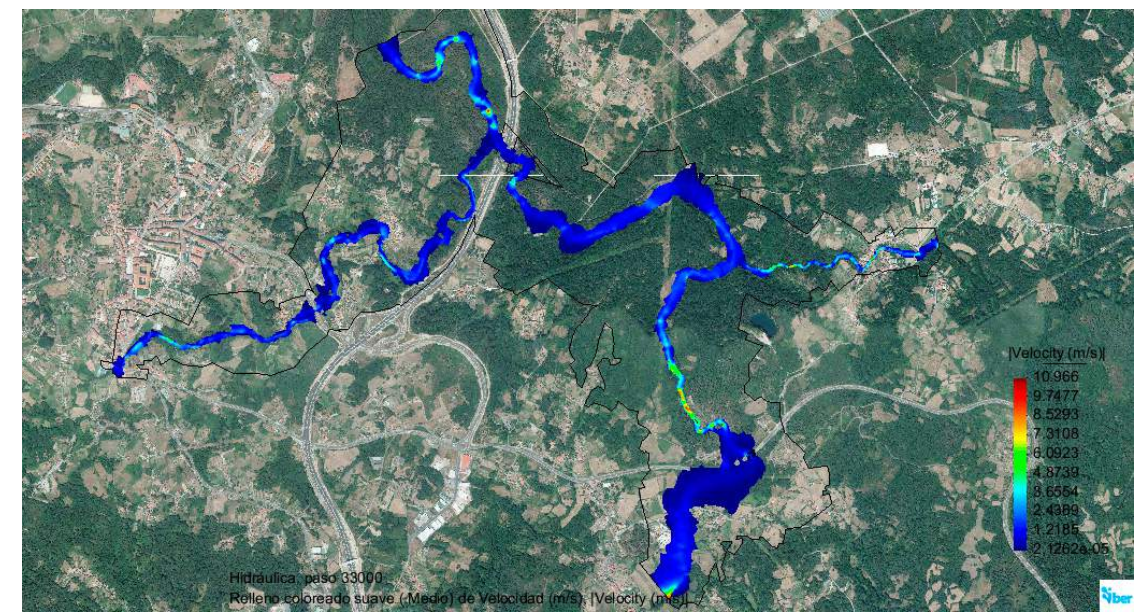 |Velocity (m/s)|
10.966
9.7477
8.5293
7.3108
6.0923
4.8739
3.6554
2.4369
1.2185
2.1262e-05
Hidráulica, paso 33000
Relleno coloreado suave (.Medio) de Velocidad (m/s), |Velocity (m/s)|
Iber